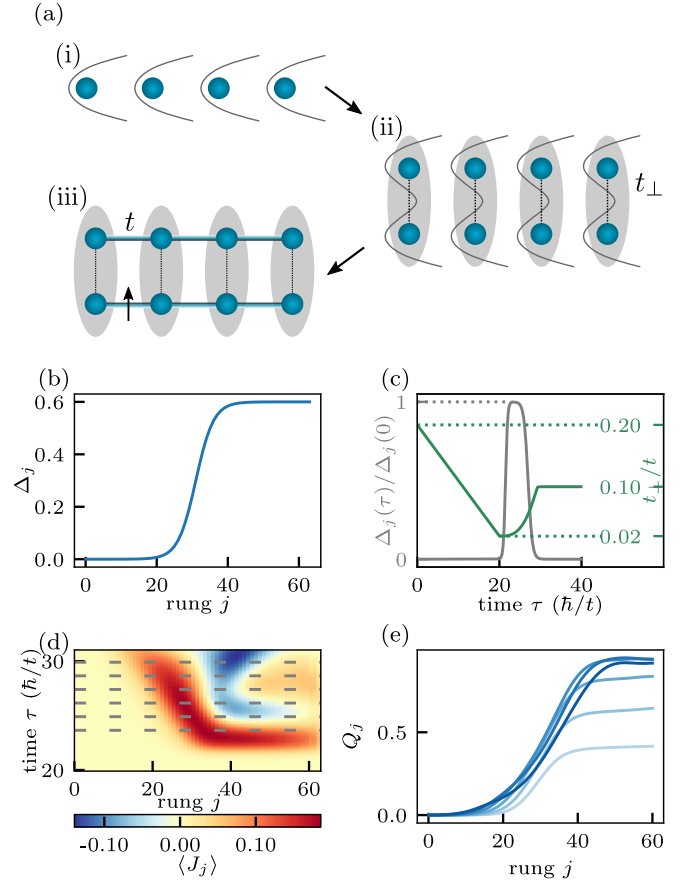 (a)
(i)
(ii)
t⊥
(iii)
t
(b)
0.6
0.4
0.2
0.0
Δj
0 20 40 60
rung j
(c)
1
0
Δj(τ)/Δj(0)
0.20
0.10
0.02
t⊥/t
0 20 40
time τ (ħ/t)
(d)
30
20
time τ (ħ/t)
0 20 40 60
rung j
-0.10 0.00 0.10
⟨Jj⟩
(e)
0.5
0.0
Qj
0 20 40 60
rung j